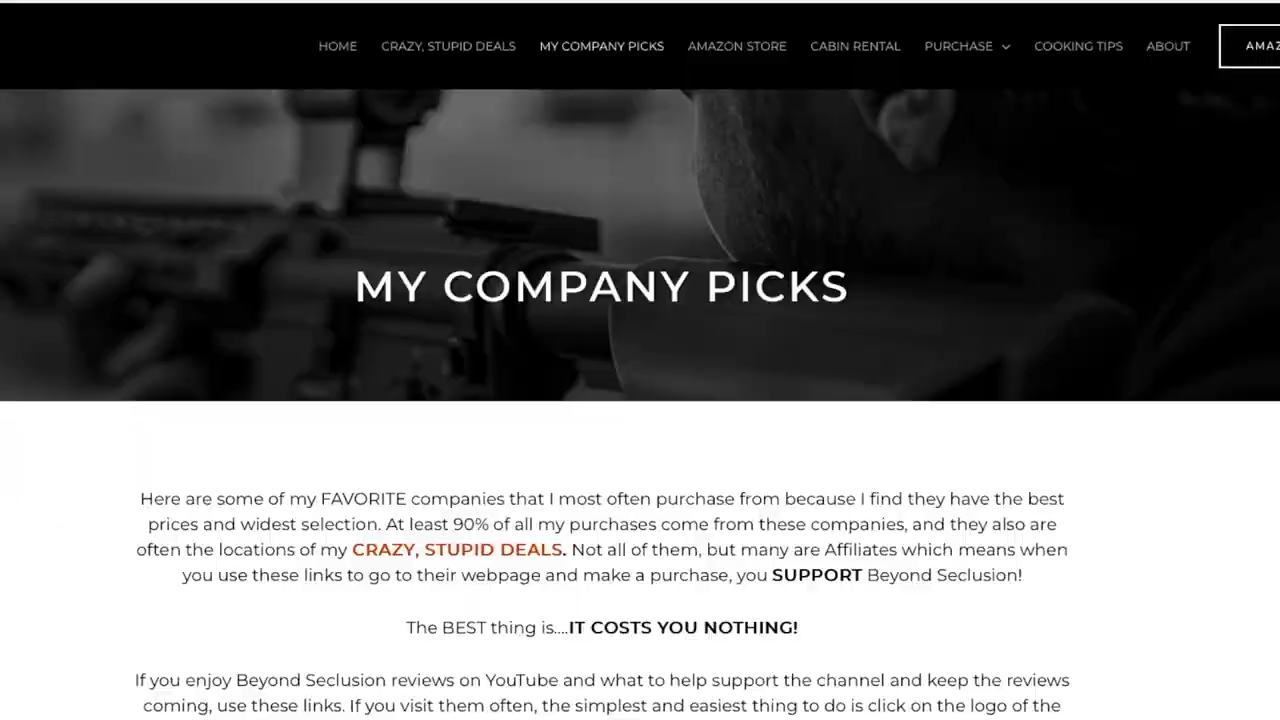 HOME CRAZY, STUPID DEALS MY COMPANY PICKS AMAZON STORE CABIN RENTAL PURCHASE COOKING TIPS ABOUT
MY COMPANY PICKS
Here are some of my FAVORITE companies that I most often purchase from because I find they have the best
prices and widest selection. At least 90% of all my purchases come from these companies, and they also are
often the locations of my CRAZY, STUPID DEALS. Not all of them, but many are Affiliates which means when
you use these links to go to their webpage and make a purchase, you SUPPORT Beyond Seclusion!
The BEST thing is....IT COSTS YOU NOTHING!
If you enjoy Beyond Seclusion reviews on YouTube and what to help support the channel and keep the reviews
coming, use these links. If you visit them often, the simplest and easiest thing to do is click on the logo of the